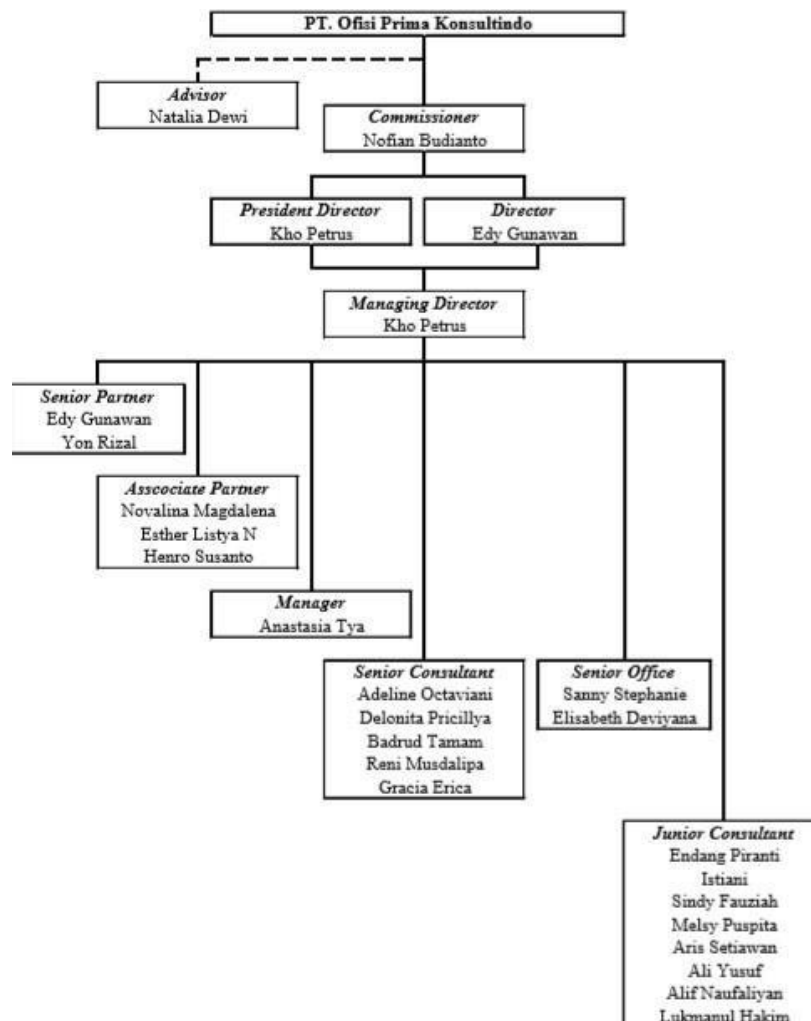 PT. Ofisi Prima Konsultindo
Advisor
Natalia Dewi
Commissioner
Nofian Budianto
President Director
Kho Petrus
Director
Edy Gunawan
Managing Director
Kho Petrus
Senior Partner
Edy Gunawan
Yon Rizal
Asscociate Partner
Novalina Magdalena
Esther Listya N
Henro Susanto
Manager
Anastasia Tya
Senior Consultant
Adeline Octaviani
Delonita Pricillya
Badrud Tamam
Reni Musdalipa
Gracia Erica
Senior Office
Sanny Stephanie
Elisabeth Deviyana
Junior Consultant
Endang Piranti
Istiani
Sindy Fauziah
Melsy Puspita
Aris Setiawan
Ali Yusuf
Alif Naufaliyan
Lukmanul Hakim